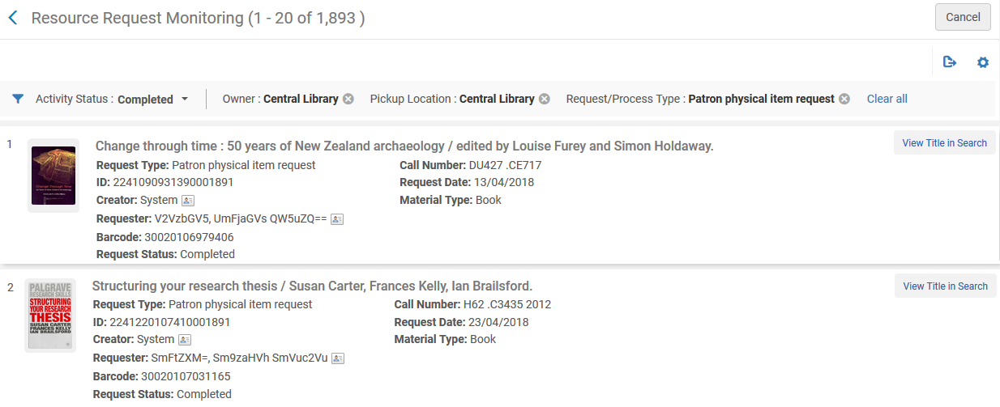 Resource Request Monitoring (1 - 20 of 1,893 )
Cancel
Activity Status : Completed Owner : Central Library Pickup Location : Central Library Request/Process Type : Patron physical item request Clear all
1
Change through time : 50 years of New Zealand archaeology / edited by Louise Furey and Simon Holdaway.
View Title in Search
Request Type: Patron physical item request
Call Number: DU427 .CE717
ID: 2241090931390001891
Request Date: 13/04/2018
Creator: System
Material Type: Book
Requester: V2VzbGV5, UmFjaGVs QW5uZQ==
Barcode: 30020106979406
Request Status: Completed
Change Through Time
2
Structuring your research thesis / Susan Carter, Frances Kelly, Ian Brailsford.
View Title in Search
Request Type: Patron physical item request
Call Number: H62 .C3435 2012
ID: 2241220107410001891
Request Date: 23/04/2018
Creator: System
Material Type: Book
Requester: SmFtZXM=, Sm9zaHVh SmVuc2Vu
Barcode: 30020107031165
Request Status: Completed
PALGRAVE
RESEARCH SKILLS
STRUCTURING
YOUR RESEARCH
THESIS
SUSAN CARTER
FRANCES KELLY
IAN BRAILSFORD